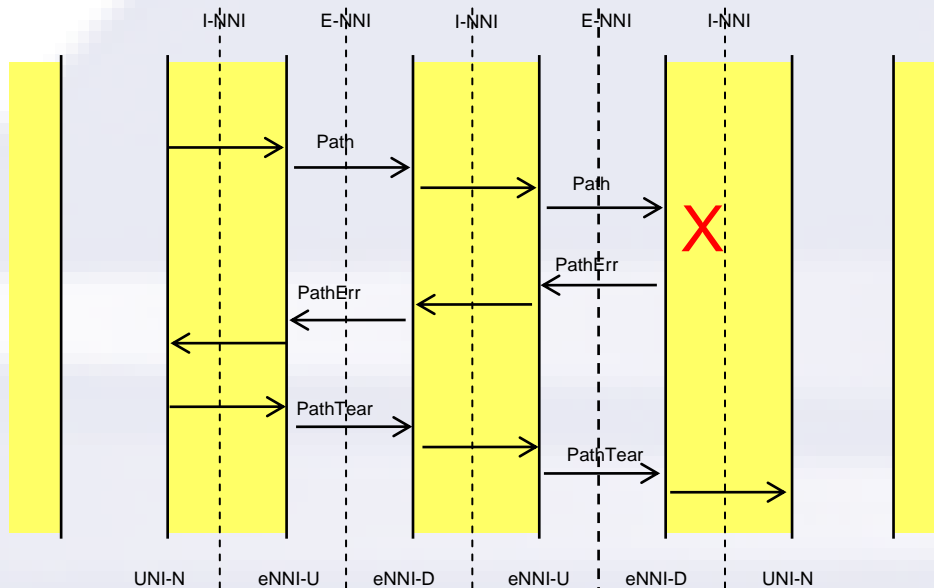 I-NNI E-NNI I-NNI E-NNI I-NNI
Path
Path
X
PathErr
PathErr
PathTear
PathTear
UNI-N eNNI-U eNNI-D eNNI-U eNNI-D UNI-N